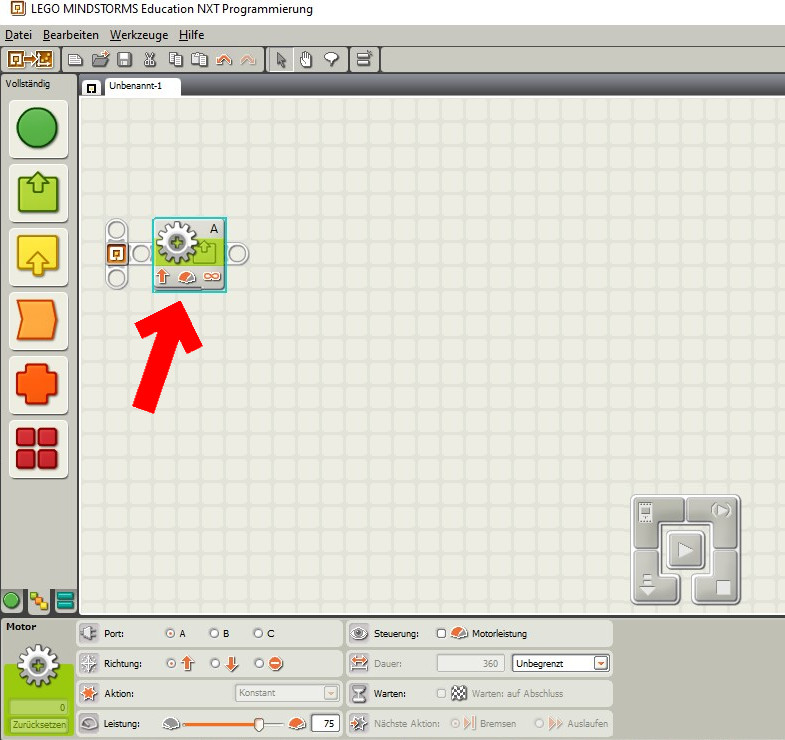 LEGO MINDSTORMS Education NXT Programmierung
Datei Bearbeiten Werkzeuge Hilfe
Vollständig
Unbenannt-1
A
Motor
0
Zurücksetzen
Port: A B C
Richtung:
Aktion: Konstant
Leistung: 75
Steuerung: Motorleistung
Dauer: 360 Unbegrenzt
Warten: Warten: auf Abschluss
Nächste Aktion: Bremsen Auslaufen